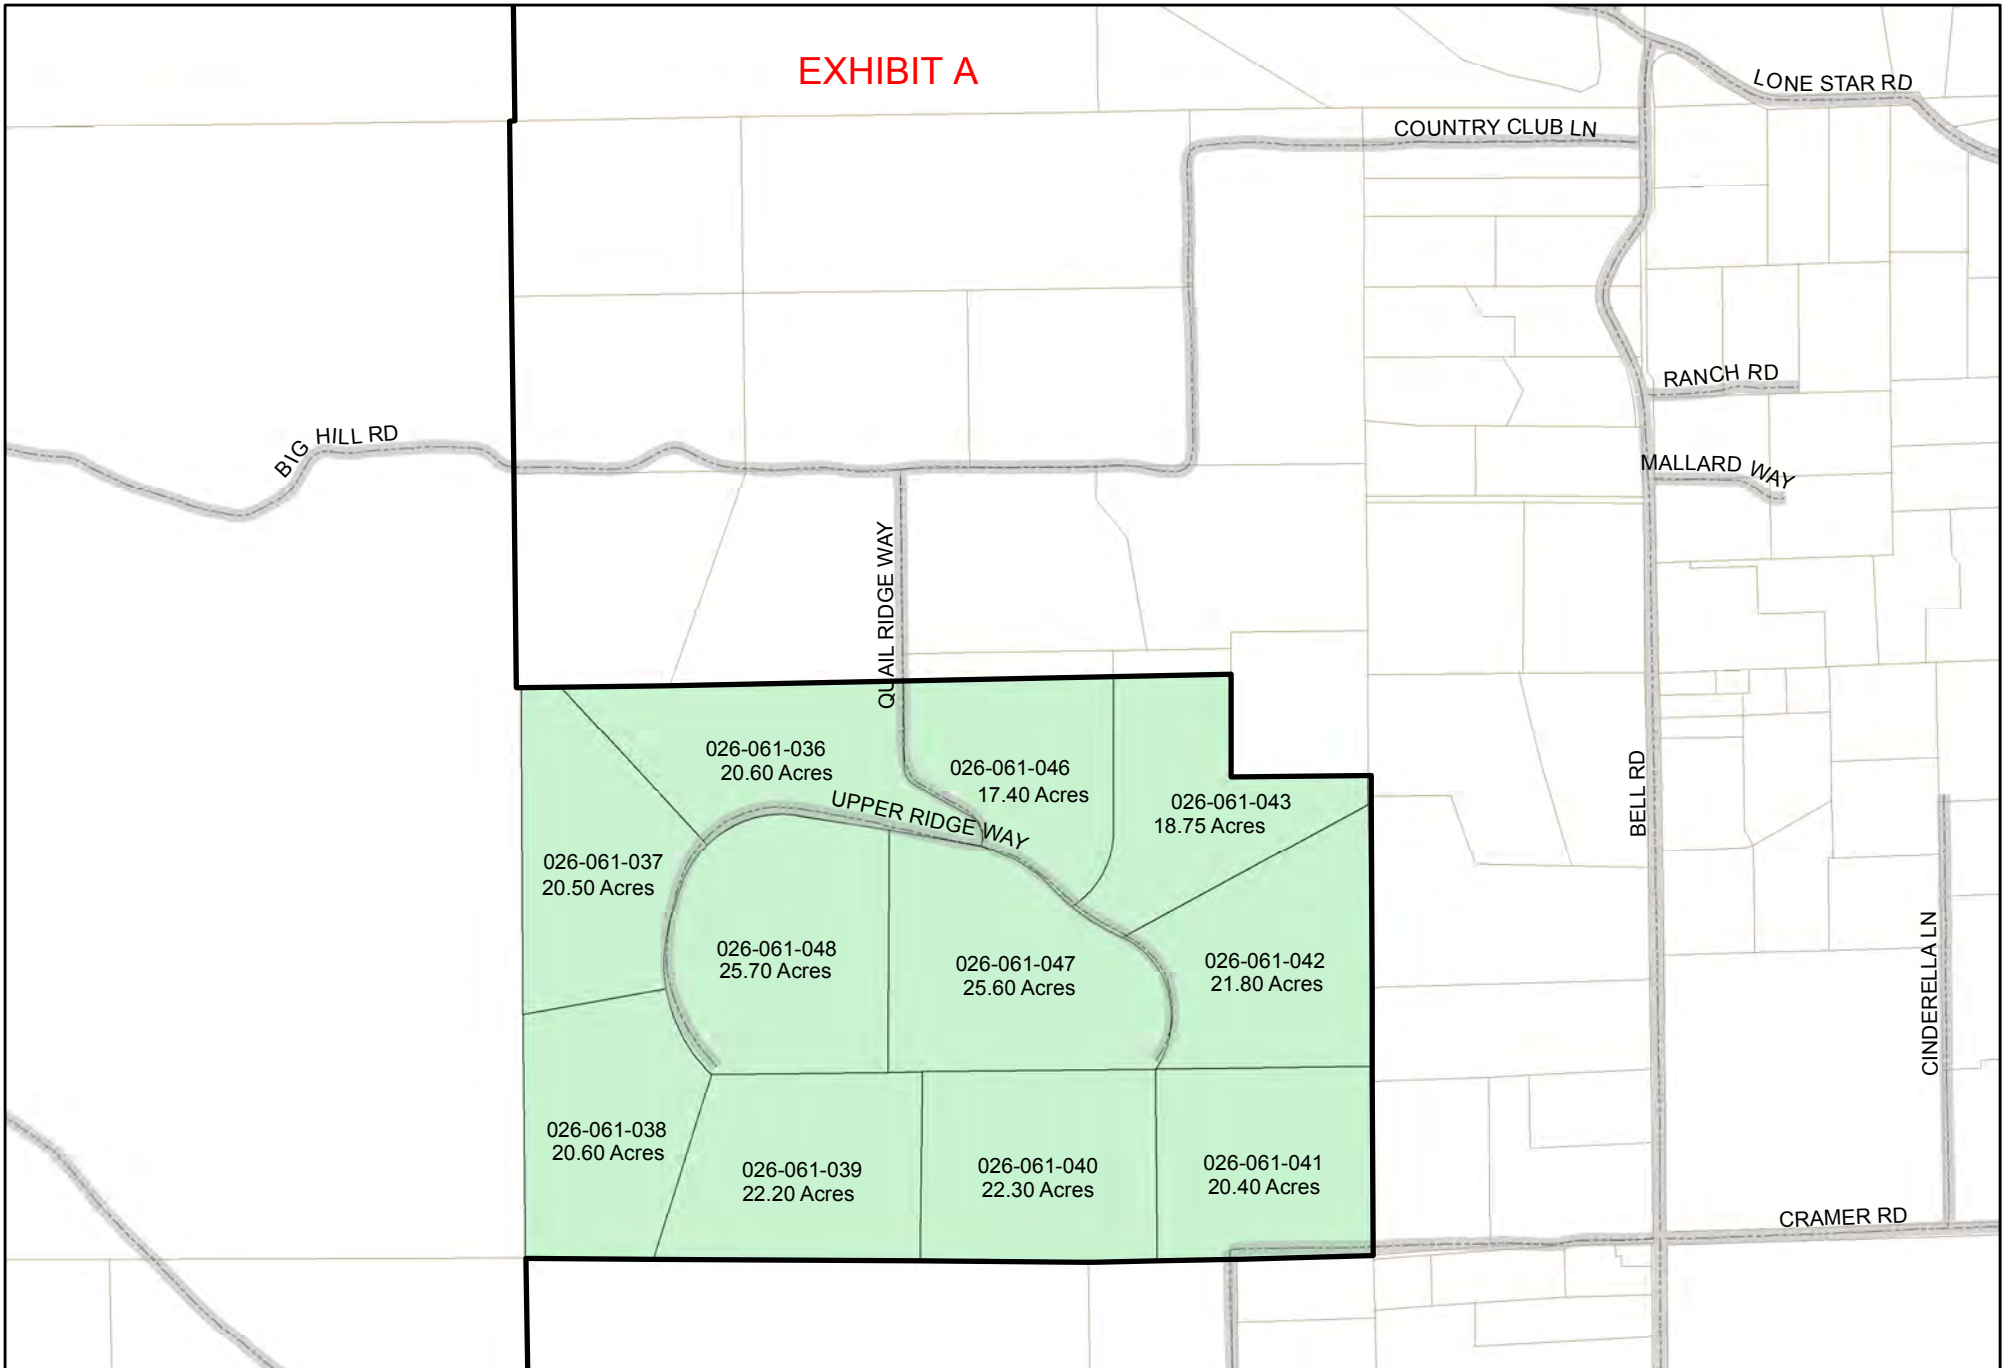 EXHIBIT A
LONE STAR RD
COUNTRY CLUB LN
RANCH RD
BIG HILL RD
MALLARD WAY
QUAIL RIDGE WAY
026-061-036
20.60 Acres
026-061-046
17.40 Acres
026-061-043
18.75 Acres
UPPER RIDGE WAY
BELL RD
026-061-037
20.50 Acres
026-061-048
25.70 Acres
026-061-047
25.60 Acres
026-061-042
21.80 Acres
CINDERELLA LN
026-061-038
20.60 Acres
026-061-039
22.20 Acres
026-061-040
22.30 Acres
026-061-041
20.40 Acres
CRAMER RD